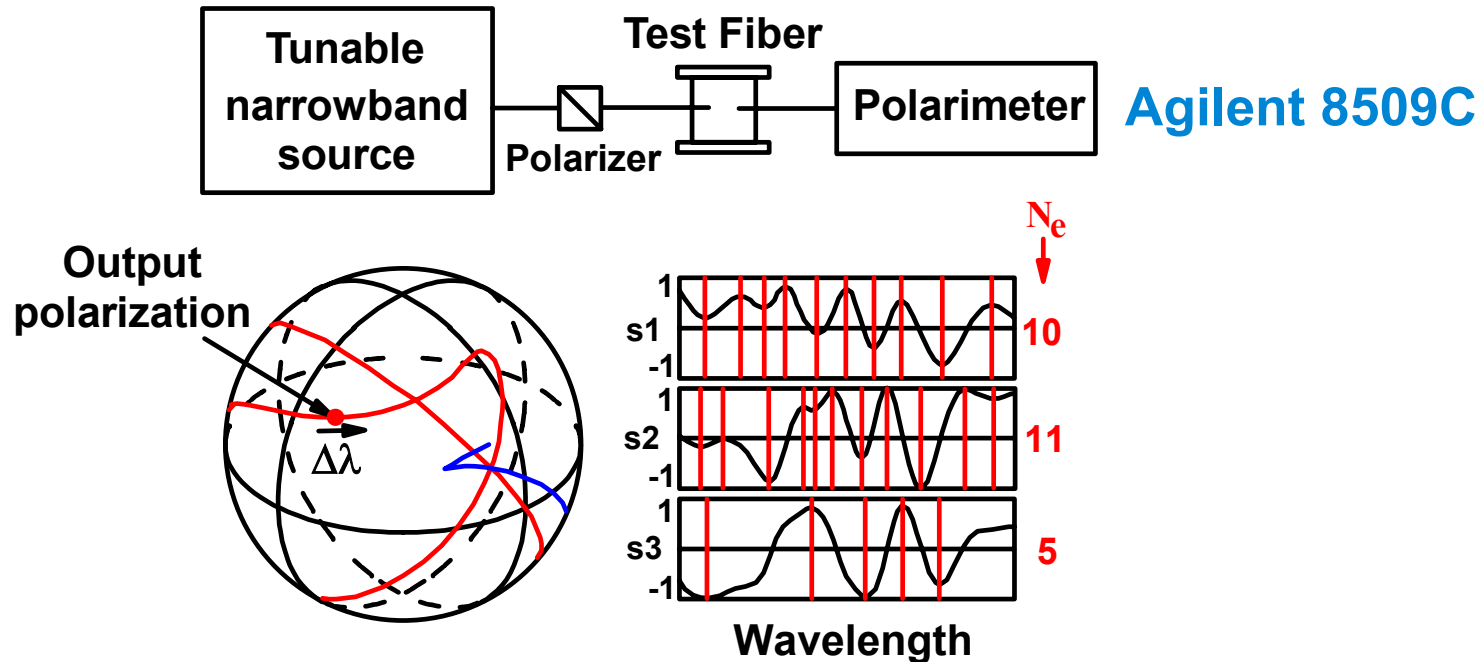 Tunable
narrowband
source
Polarizer
Test Fiber
Polarimeter
Agilent 8509C
Output
polarization
Δλ
Ne
1
s1
-1
10
1
s2
-1
11
1
s3
-1
5
Wavelength